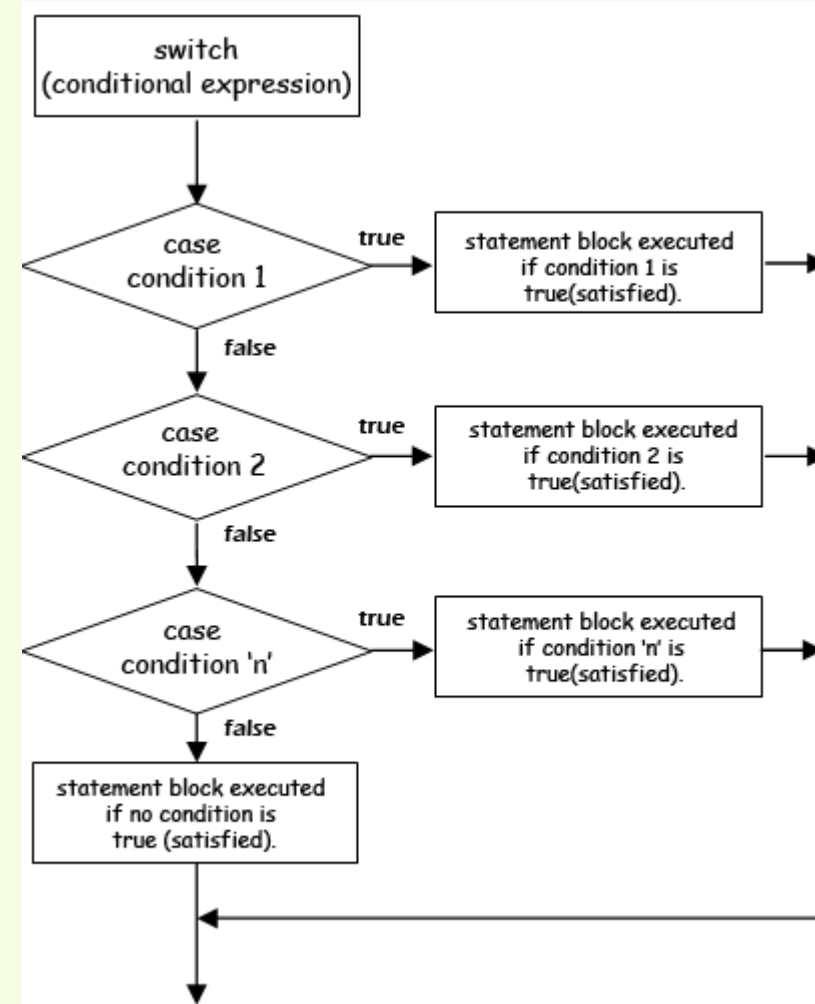 switch
(conditional expression)
case
condition 1
true
statement block executed
if condition 1 is
true(satisfied).
false
case
condition 2
true
statement block executed
if condition 2 is
true(satisfied).
false
case
condition 'n'
true
statement block executed
if condition 'n' is
true(satisfied).
false
statement block executed
if no condition is
true (satisfied).